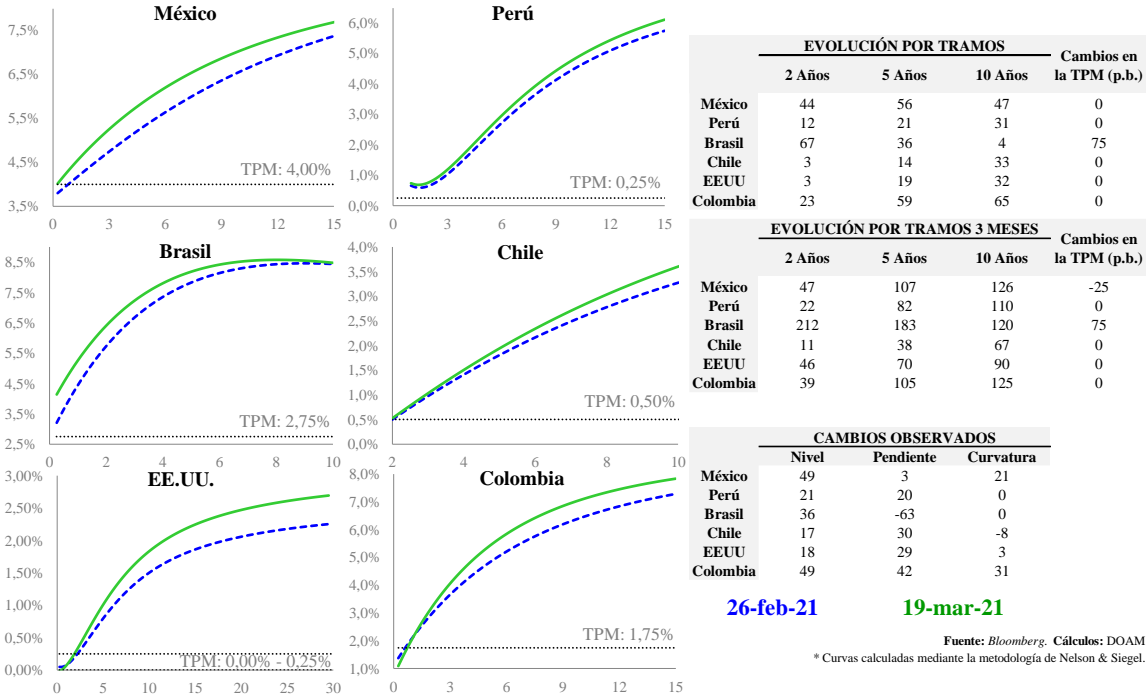 México
7,5%
6,5%
5,5%
4,5%
3,5%
TPM: 4,00%
0 3 6 9 12 15
Perú
6,0%
5,0%
4,0%
3,0%
2,0%
1,0%
0,0%
TPM: 0,25%
0 3 6 9 12 15
Brasil
8,5%
7,5%
6,5%
5,5%
4,5%
3,5%
2,5%
TPM: 2,75%
0 2 4 6 8 10
Chile
4,0%
3,5%
3,0%
2,5%
2,0%
1,5%
1,0%
0,5%
0,0%
TPM: 0,50%
2 4 6 8 10
EE.UU.
3,00%
2,50%
2,00%
1,50%
1,00%
0,50%
0,00%
TPM: 0,00% - 0,25%
0 5 10 15 20 25 30
Colombia
8,0%
7,0%
6,0%
5,0%
4,0%
3,0%
2,0%
1,0%
TPM: 1,75%
0 3 6 9 12 15
EVOLUCIÓN POR TRAMOS Cambios en la TPM (p.b.)
2 Años 5 Años 10 Años
México 44 56 47 0
Perú 12 21 31 0
Brasil 67 36 4 75
Chile 3 14 33 0
EEUU 3 19 32 0
Colombia 23 59 65 0
EVOLUCIÓN POR TRAMOS 3 MESES Cambios en la TPM (p.b.)
2 Años 5 Años 10 Años
México 47 107 126 -25
Perú 22 82 110 0
Brasil 212 183 120 75
Chile 11 38 67 0
EEUU 46 70 90 0
Colombia 39 105 125 0
CAMBIOS OBSERVADOS
Nivel Pendiente Curvatura
México 49 3 21
Perú 21 20 0
Brasil 36 -63 0
Chile 17 30 -8
EEUU 18 29 3
Colombia 49 42 31
26-feb-21 19-mar-21
Fuente: Bloomberg. Cálculos: DOAM
* Curvas calculadas mediante la metodología de Nelson & Siegel.